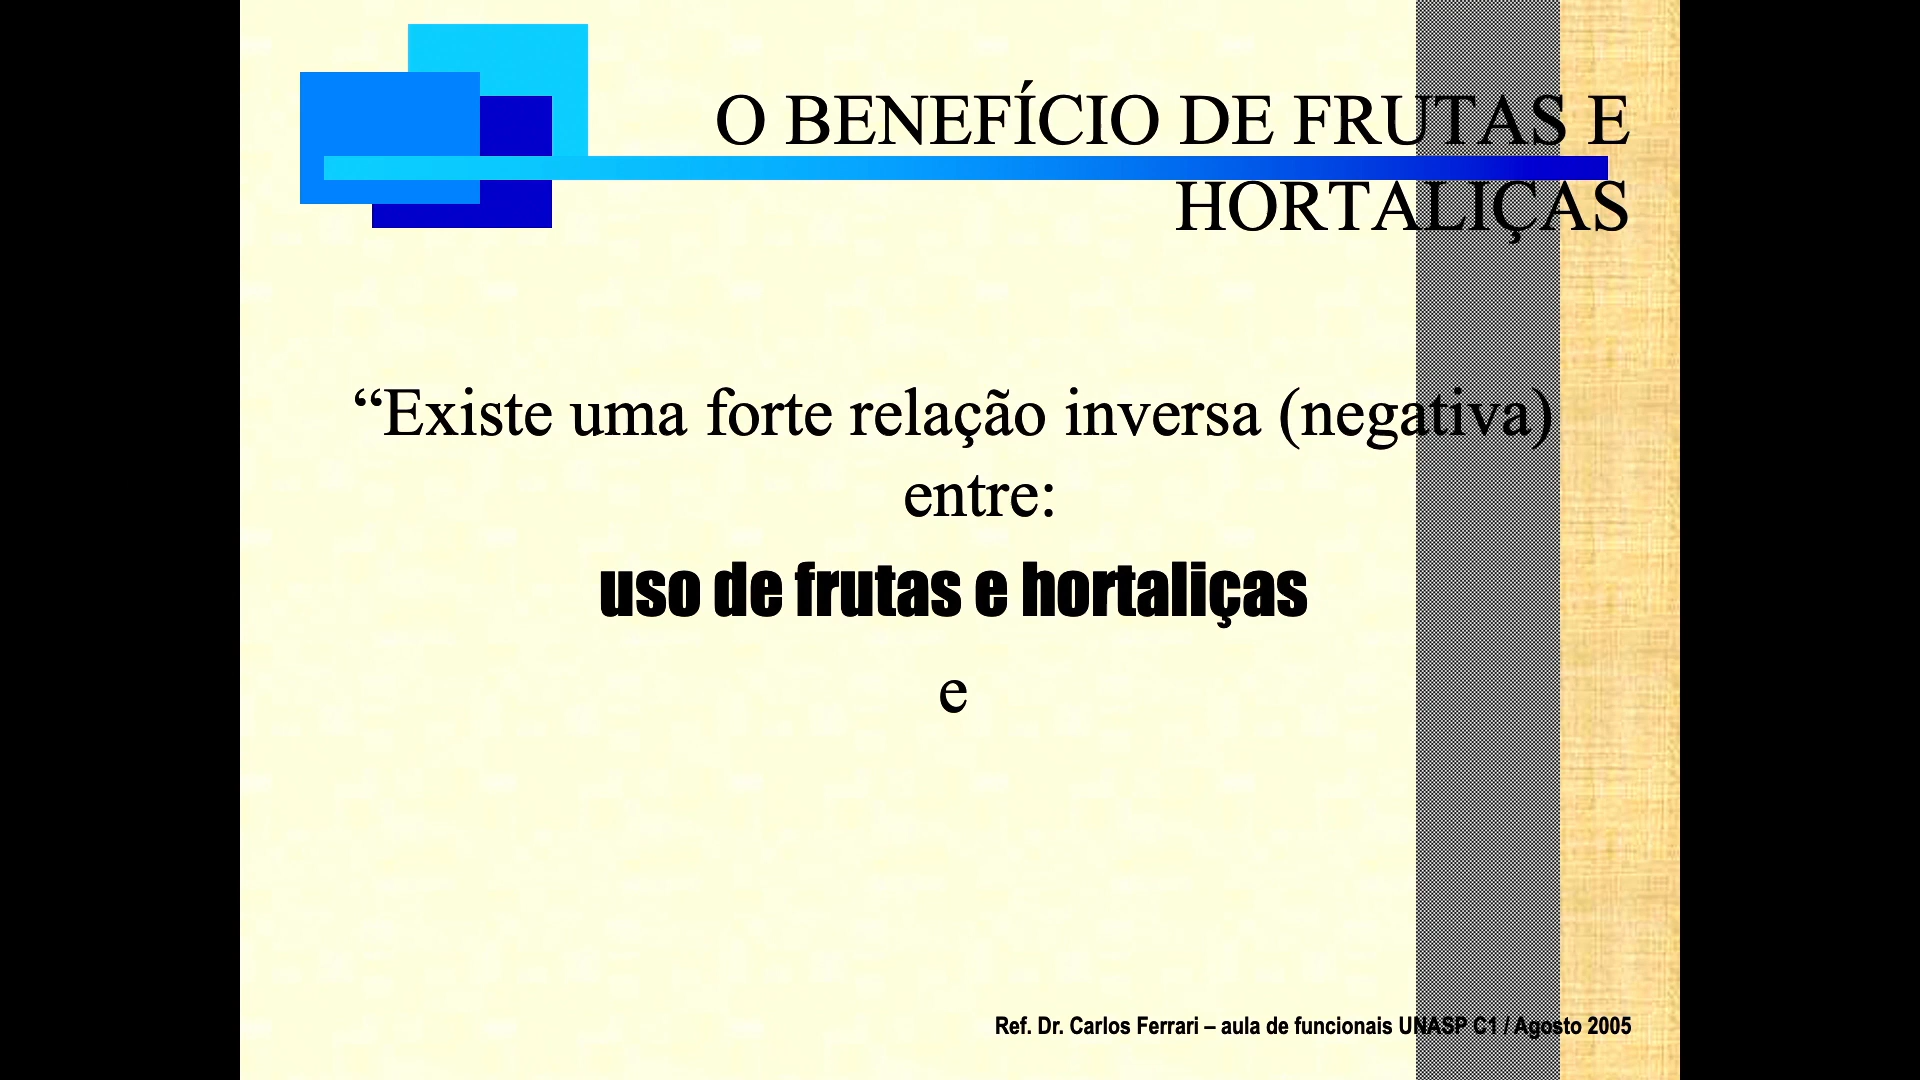 O BENEFÍCIO DE FRUTAS E
HORTALIÇAS
“Existe uma forte relação inversa (negativa)
entre:
uso de frutas e hortaliças
e
Ref. Dr. Carlos Ferrari – aula de funcionais UNASP C1 / Agosto 2005